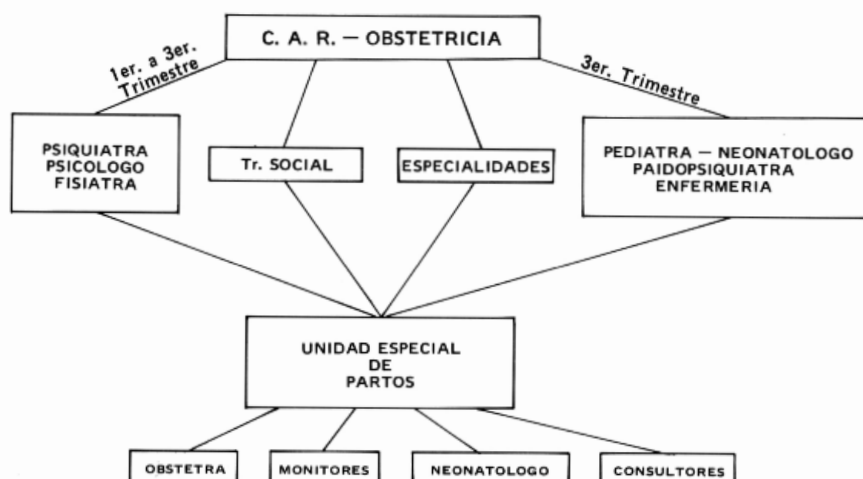 C. A. R. — OBSTETRICIA
1er. a 3er.
Trimestre
3er. Trimestre
PSIQUIATRA
PSICOLOGO
FISIATRA
Tr. SOCIAL
ESPECIALIDADES
PEDIATRA — NEONATOLOGO
PAIDOPSIQUIATRA
ENFERMERIA
UNIDAD ESPECIAL
DE
PARTOS
OBSTETRA
MONITORES
NEONATOLOGO
CONSULTORES